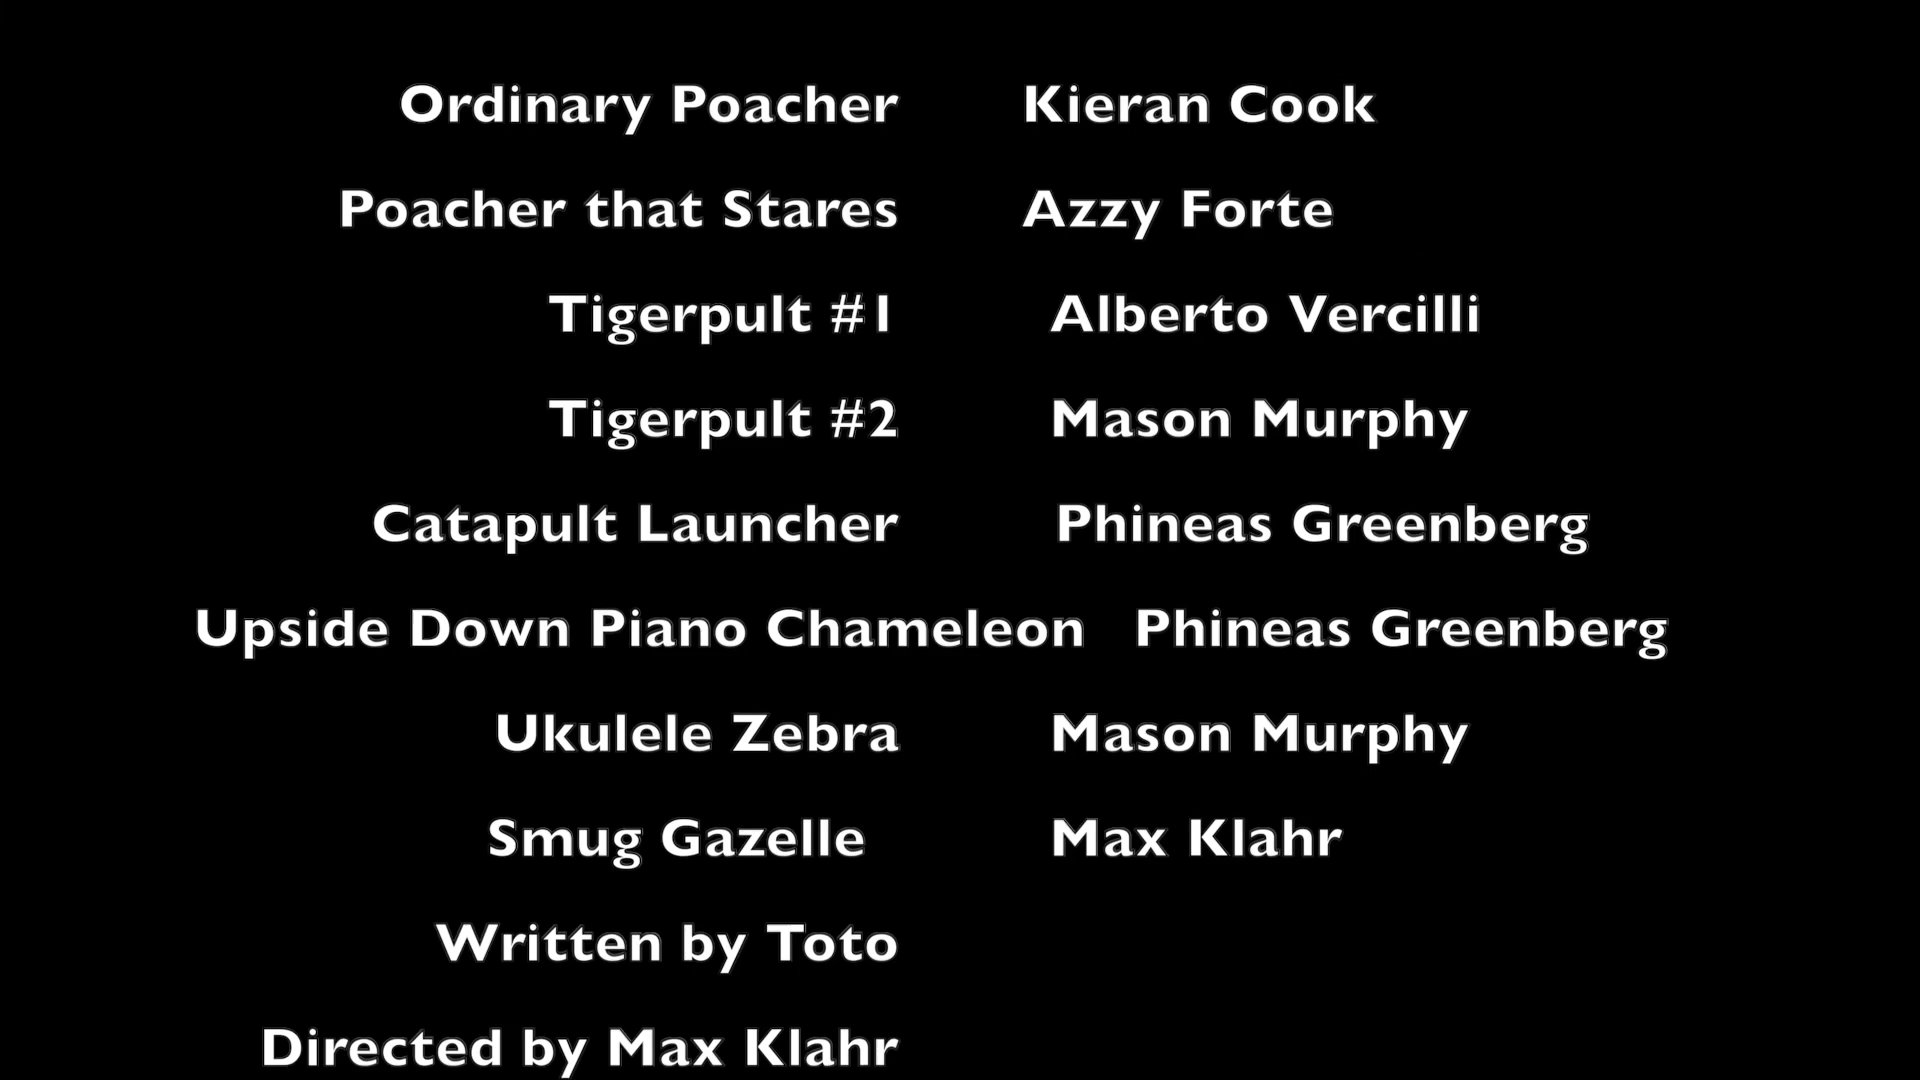 Ordinary Poacher Kieran Cook
Poacher that Stares Azzy Forte
Tigerpult #1 Alberto Vercilli
Tigerpult #2 Mason Murphy
Catapult Launcher Phineas Greenberg
Upside Down Piano Chameleon Phineas Greenberg
Ukulele Zebra Mason Murphy
Smug Gazelle Max Klahr
Written by Toto
Directed by Max Klahr